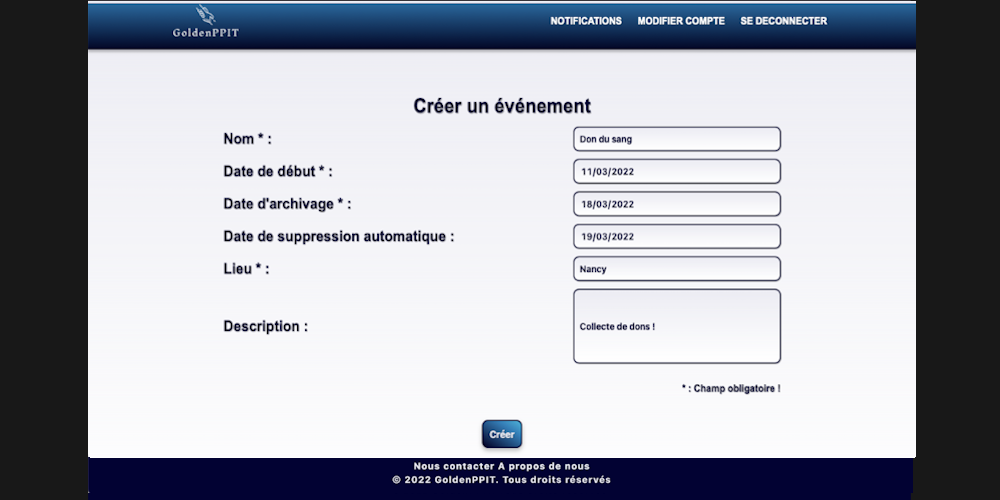 GoldenPPIT
NOTIFICATIONS MODIFIER COMPTE SE DECONNECTER
Créer un événement
Nom * : Don du sang
Date de début * : 11/03/2022
Date d'archivage * : 18/03/2022
Date de suppression automatique : 19/03/2022
Lieu * : Nancy
Description : Collecte de dons !
* : Champ obligatoire !
Créer
Nous contacter A propos de nous
© 2022 GoldenPPIT. Tous droits réservés